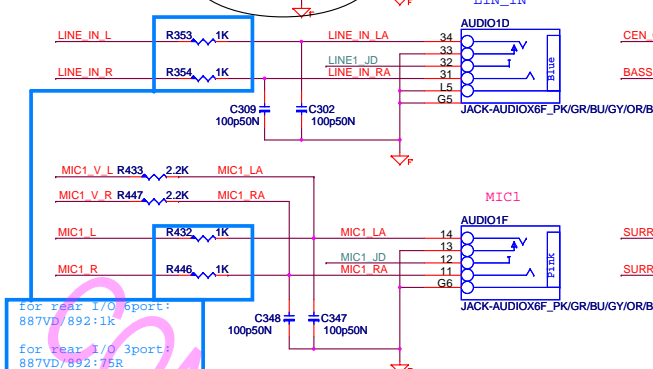 LIN_IN
AUDIO1D
LINE_IN_L R353 1K LINE_IN_LA 34 CEN_
33
LINE1_JD 32
LINE_IN_R R354 1K LINE_IN_RA 31 BASS
L5
G5
Blue
C309 C302
100p50N 100p50N
JACK-AUDIOX6F_PK/GR/BU/GY/OR/B
F
MIC1_V_L R433 2.2K MIC1_LA
MIC1_V_R R447 2.2K MIC1_RA
MIC1
AUDIO1F
MIC1_L R432 1K MIC1_LA 14 SURR
13
MIC1_JD 12
MIC1_R R446 1K MIC1_RA 11 SURR
G6
Pink
JACK-AUDIOX6F_PK/GR/BU/GY/OR/B
C348 C347
100p50N 100p50N
F
for rear I/O 6port:
887VD/892:1k
for rear I/O 3port:
887VD/892:75R